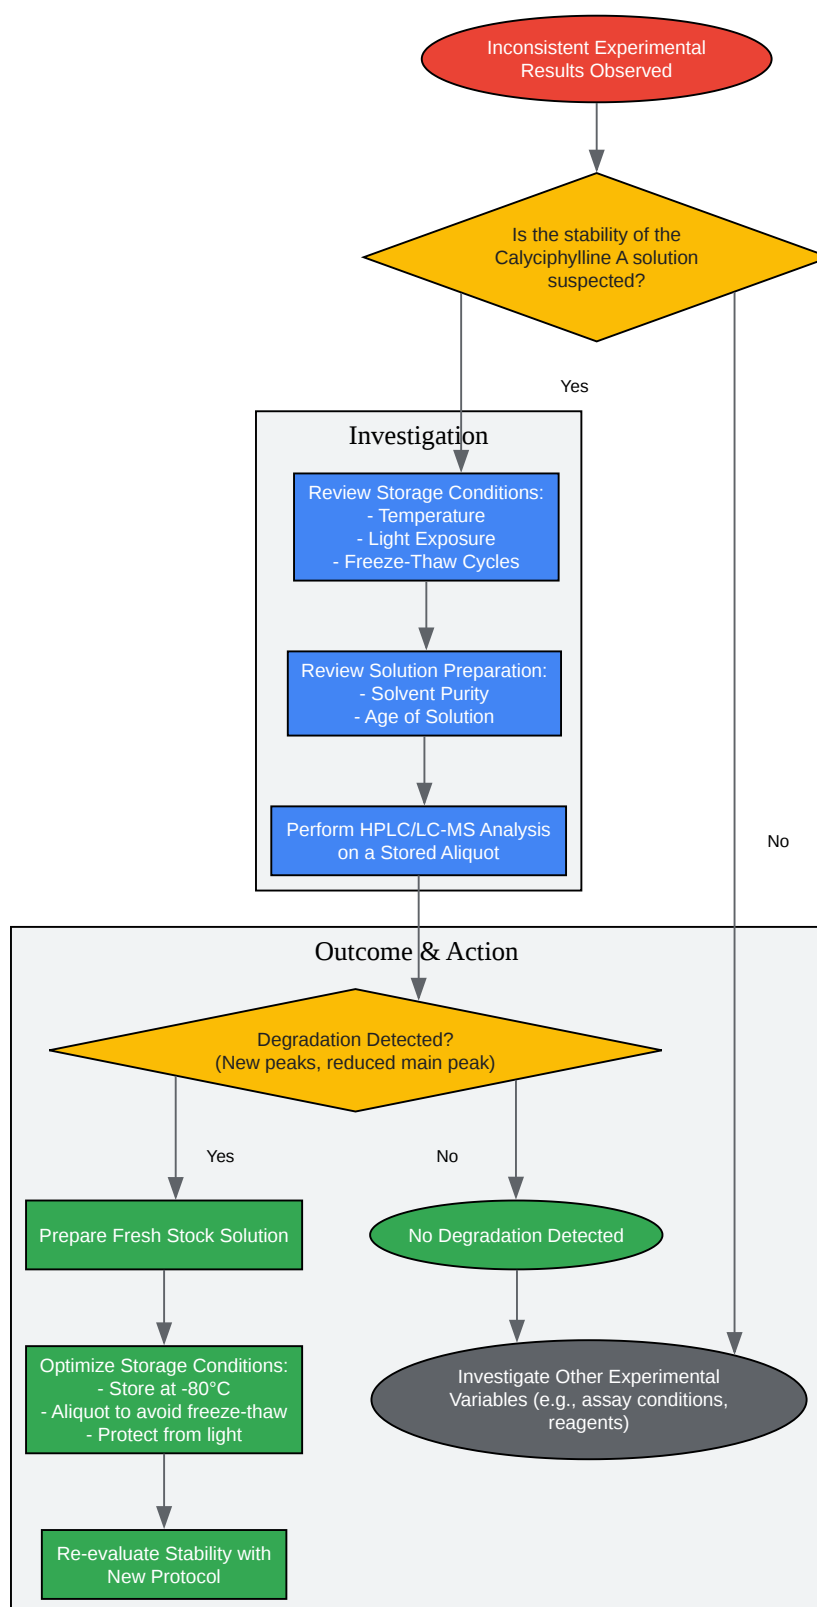 Inconsistent Experimental
Results Observed
Is the stability of the
Calyciphylline A solution
suspected?
Yes
Investigation
Review Storage Conditions:
- Temperature
- Light Exposure
- Freeze-Thaw Cycles
Review Solution Preparation:
- Solvent Purity
- Age of Solution
Perform HPLC/LC-MS Analysis
on a Stored Aliquot
No
Outcome & Action
Degradation Detected?
(New peaks, reduced main peak)
Yes
No
Prepare Fresh Stock Solution
No Degradation Detected
Optimize Storage Conditions:
- Store at -80°C
- Aliquot to avoid freeze-thaw
- Protect from light
Investigate Other Experimental
Variables (e.g., assay conditions,
reagents)
Re-evaluate Stability with
New Protocol